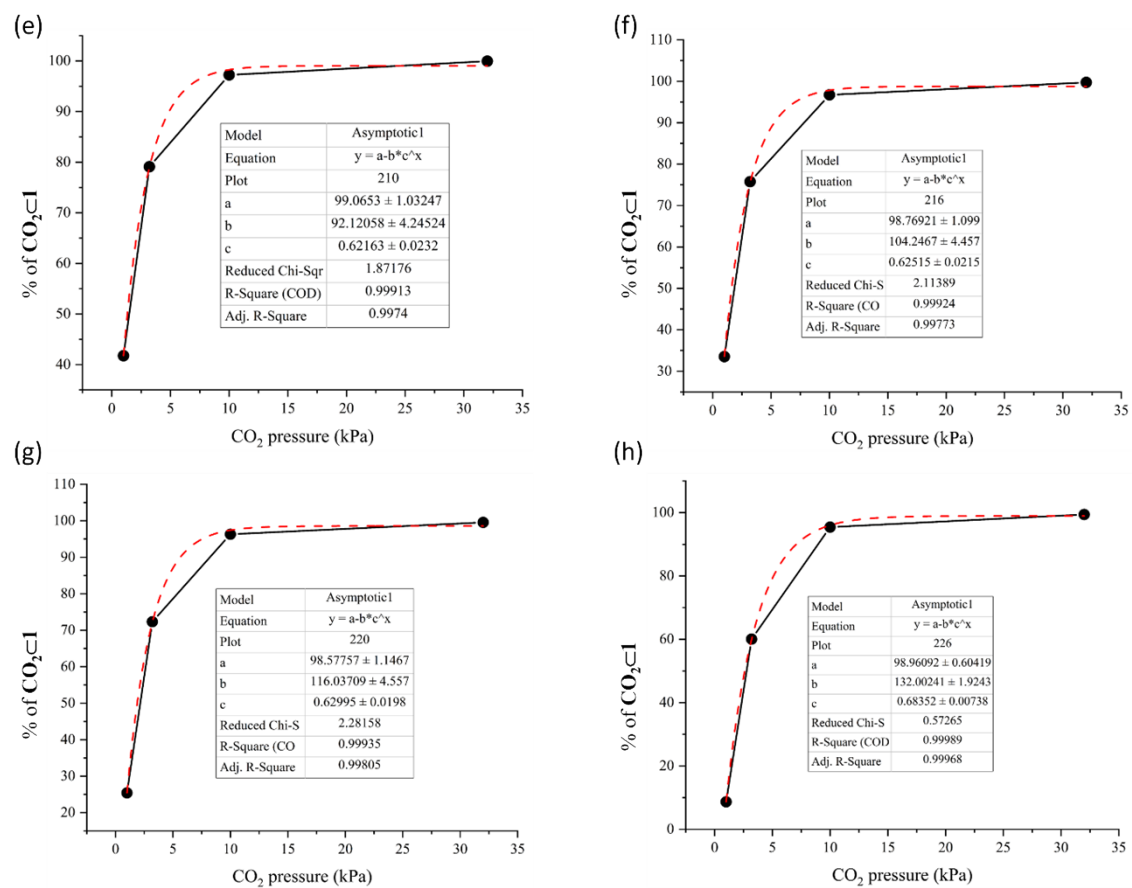 (e)
% of CO₂⊂1
100
90
80
70
60
50
40
0 5 10 15 20 25 30 35
CO₂ pressure (kPa)
Model Asymptotic1
Equation y = a-b*c^x
Plot 210
a 99.0653 ± 1.03247
b 92.12058 ± 4.24524
c 0.62163 ± 0.0232
Reduced Chi-Sqr 1.87176
R-Square (COD) 0.99913
Adj. R-Square 0.9974
(f)
% of CO₂⊂1
110
100
90
80
70
60
50
40
30
0 5 10 15 20 25 30 35
CO₂ pressure (kPa)
Model Asymptotic1
Equation y = a-b*c^x
Plot 216
a 98.76921 ± 1.099
b 104.2467 ± 4.457
c 0.62515 ± 0.0215
Reduced Chi-S 2.11389
R-Square (CO 0.99924
Adj. R-Square 0.99773
(g)
% of CO₂⊂1
110
100
90
80
70
60
50
40
30
20
0 5 10 15 20 25 30 35
CO₂ pressure (kPa)
Model Asymptotic1
Equation y = a-b*c^x
Plot 220
a 98.57757 ± 1.1467
b 116.03709 ± 4.557
c 0.62995 ± 0.0198
Reduced Chi-S 2.28158
R-Square (CO 0.99935
Adj. R-Square 0.99805
(h)
% of CO₂⊂1
100
80
60
40
20
0
0 5 10 15 20 25 30 35
CO₂ pressure (kPa)
Model Asymptotic1
Equation y = a-b*c^x
Plot 226
a 98.96092 ± 0.60419
b 132.00241 ± 1.9243
c 0.68352 ± 0.00738
Reduced Chi-S 0.57265
R-Square (COD 0.99989
Adj. R-Square 0.99968